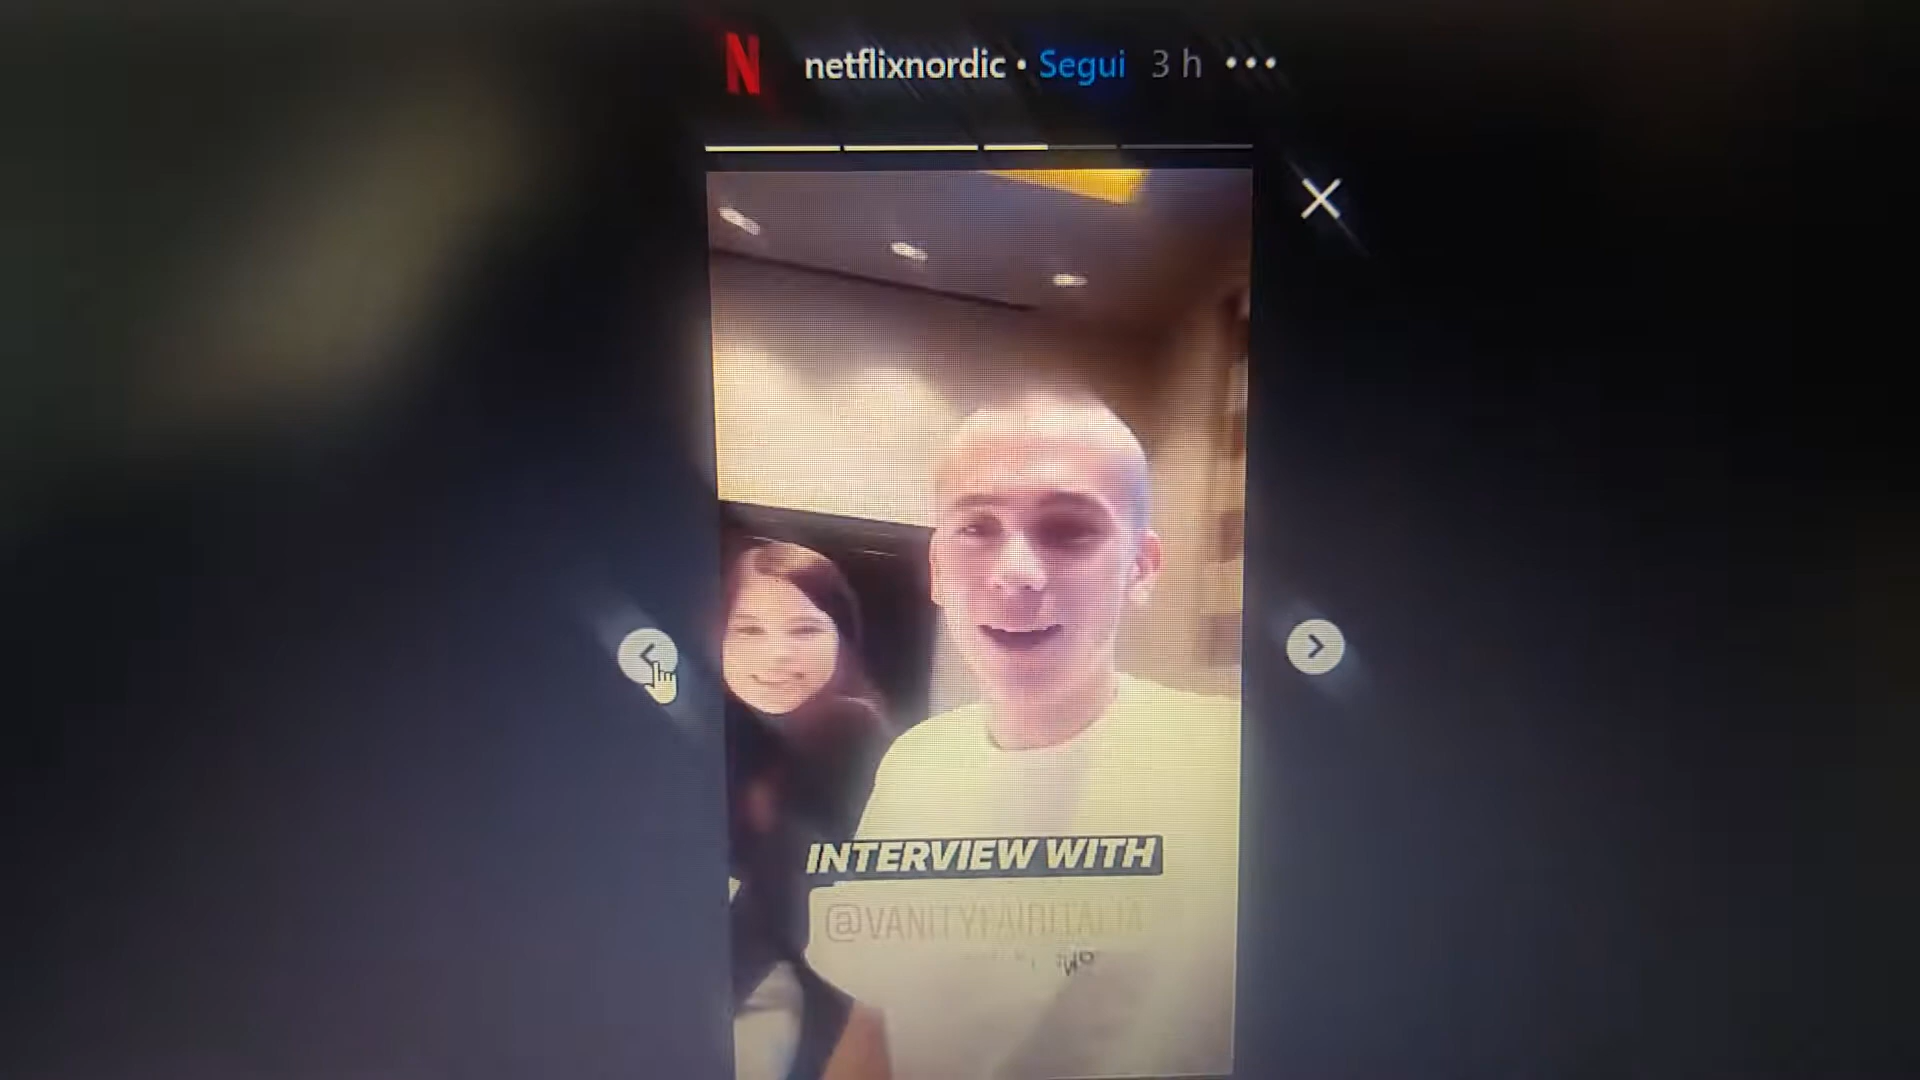 N netflixnordic • Segui 3 h •••
INTERVIEW WITH
@VANITYFAIRITALIA